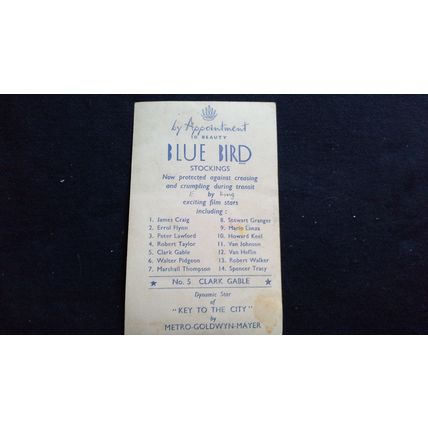 by Appointment
TO BEAUTY
BLUE BIRD
STOCKINGS
Now protected against creasing
and crumpling during transit
by
exciting film stars
including :
1. James Craig
2. Errol Flynn
3. Peter Lawford
4. Robert Taylor
5. Clark Gable
6. Walter Pidgeon
7. Marshall Thompson
8. Stewart Granger
9. Mario Lanza
10. Howard Keel
11. Van Johnson
12. Van Heflin
13. Robert Walker
14. Spencer Tracy
No. 5 CLARK GABLE
Dynamic Star
of
"KEY TO THE CITY"
by
METRO-GOLDWYN-MAYER